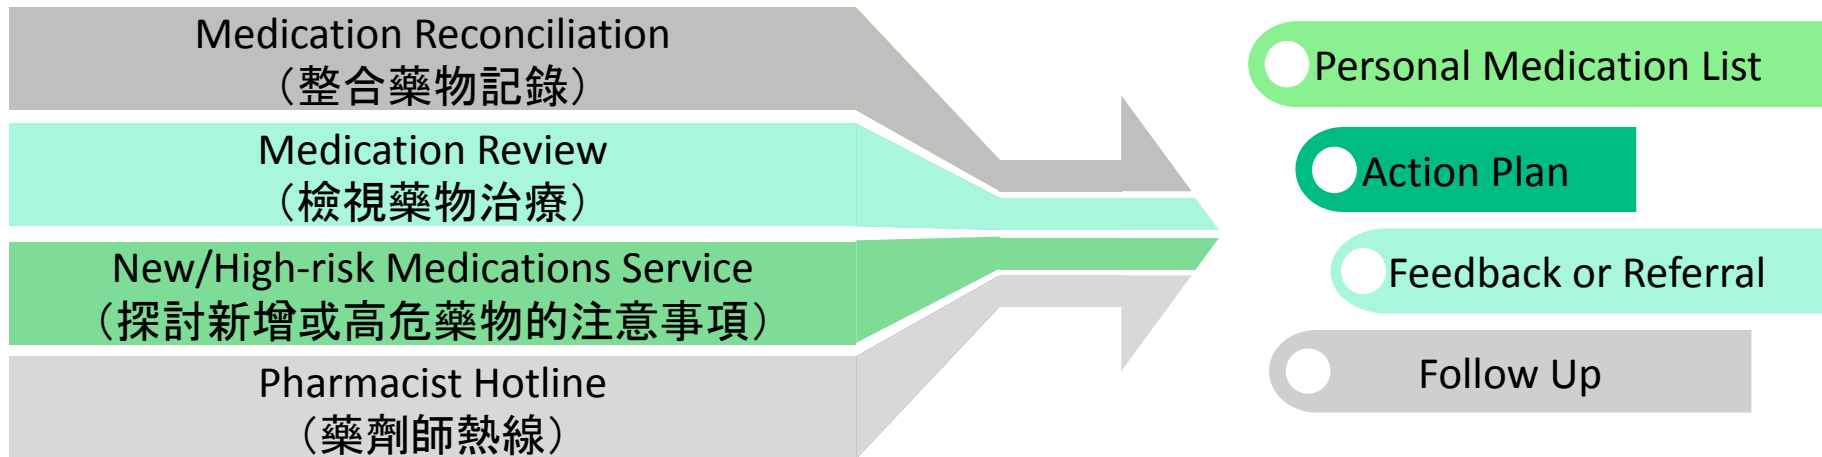 Medication Reconciliation
（整合藥物記錄）
Medication Review
（檢視藥物治療）
New/High-risk Medications Service
（探討新增或高危藥物的注意事項）
Pharmacist Hotline
（藥劑師熱線）
Personal Medication List
Action Plan
Feedback or Referral
Follow Up